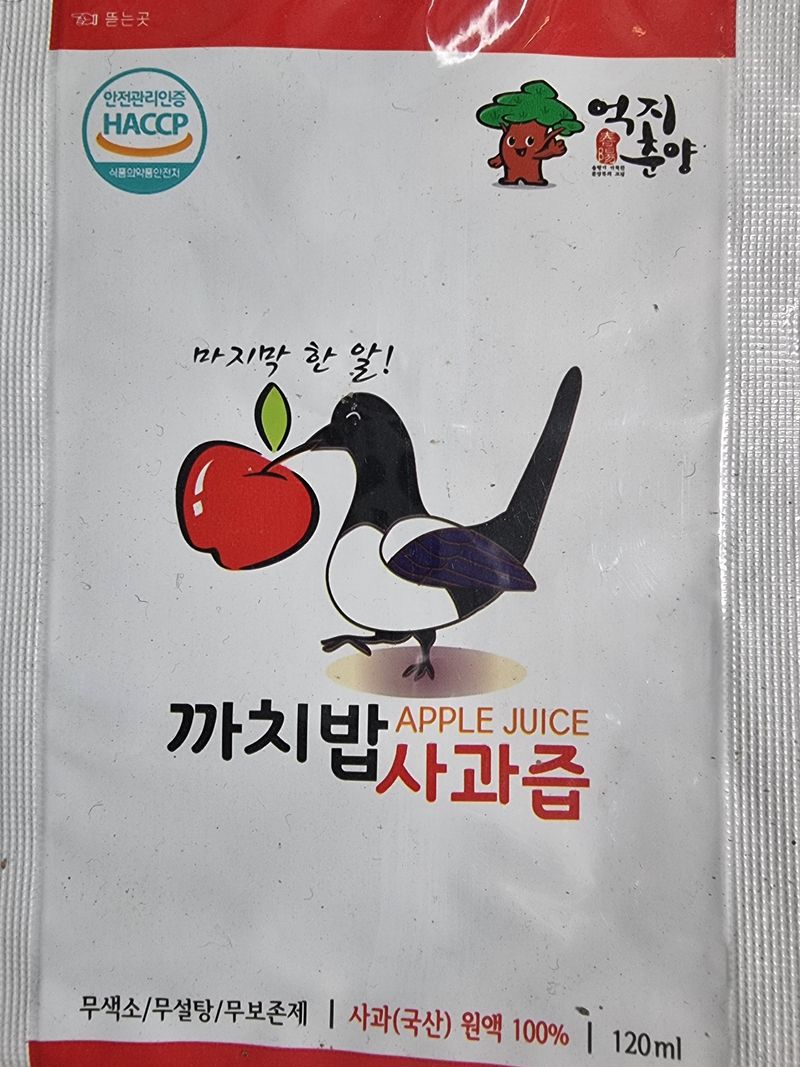 뜯는곳
안전관리인증
HACCP
식품의약품안전처
억지
春陽
춘양
마지막 한 알!
까치밥
APPLE JUICE
사과즙
무색소/무설탕/무보존제 | 사과(국산) 원액 100% | 120ml